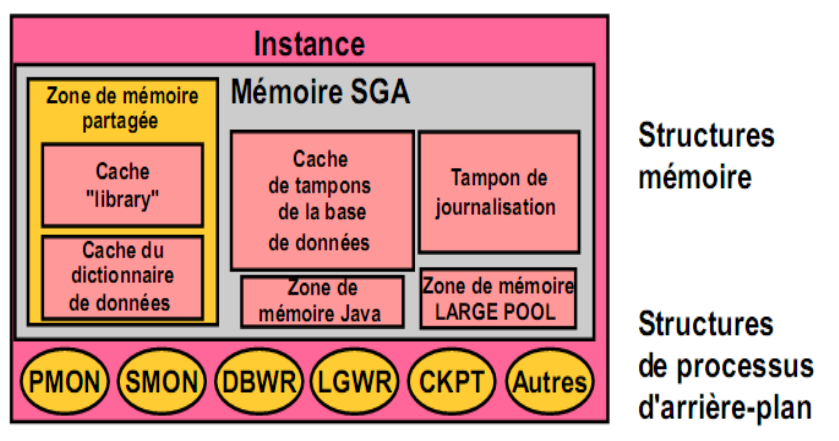 Instance
Mémoire SGA
Zone de mémoire
partagée
Cache
"library"
Cache du
dictionnaire
de données
Cache
de tampons
de la base
de données
Tampon de
journalisation
Zone de
mémoire Java
Zone de mémoire
LARGE POOL
PMON
SMON
DBWR
LGWR
CKPT
Autres
Structures
mémoire
Structures
de processus
d'arrière-plan